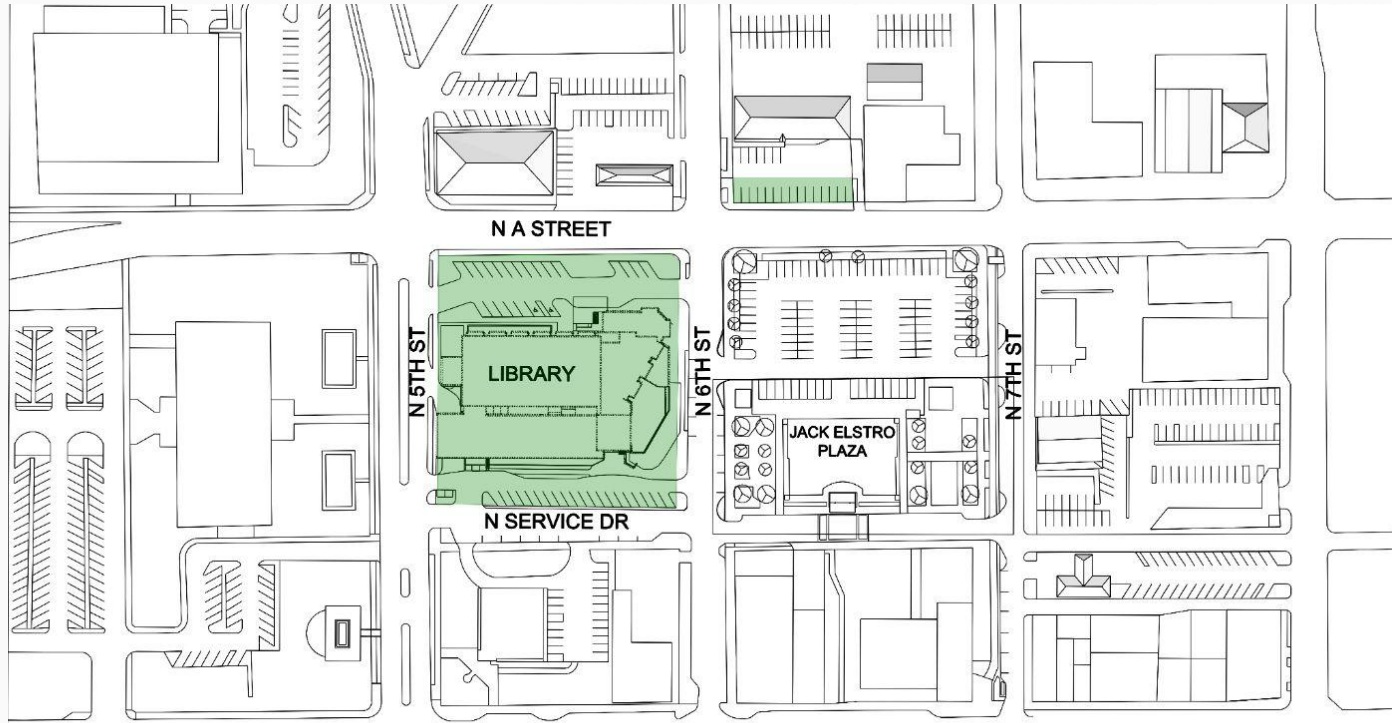 N A STREET
N 5TH ST
LIBRARY
N 6TH ST
N 7TH ST
JACK ELSTRO
PLAZA
N SERVICE DR